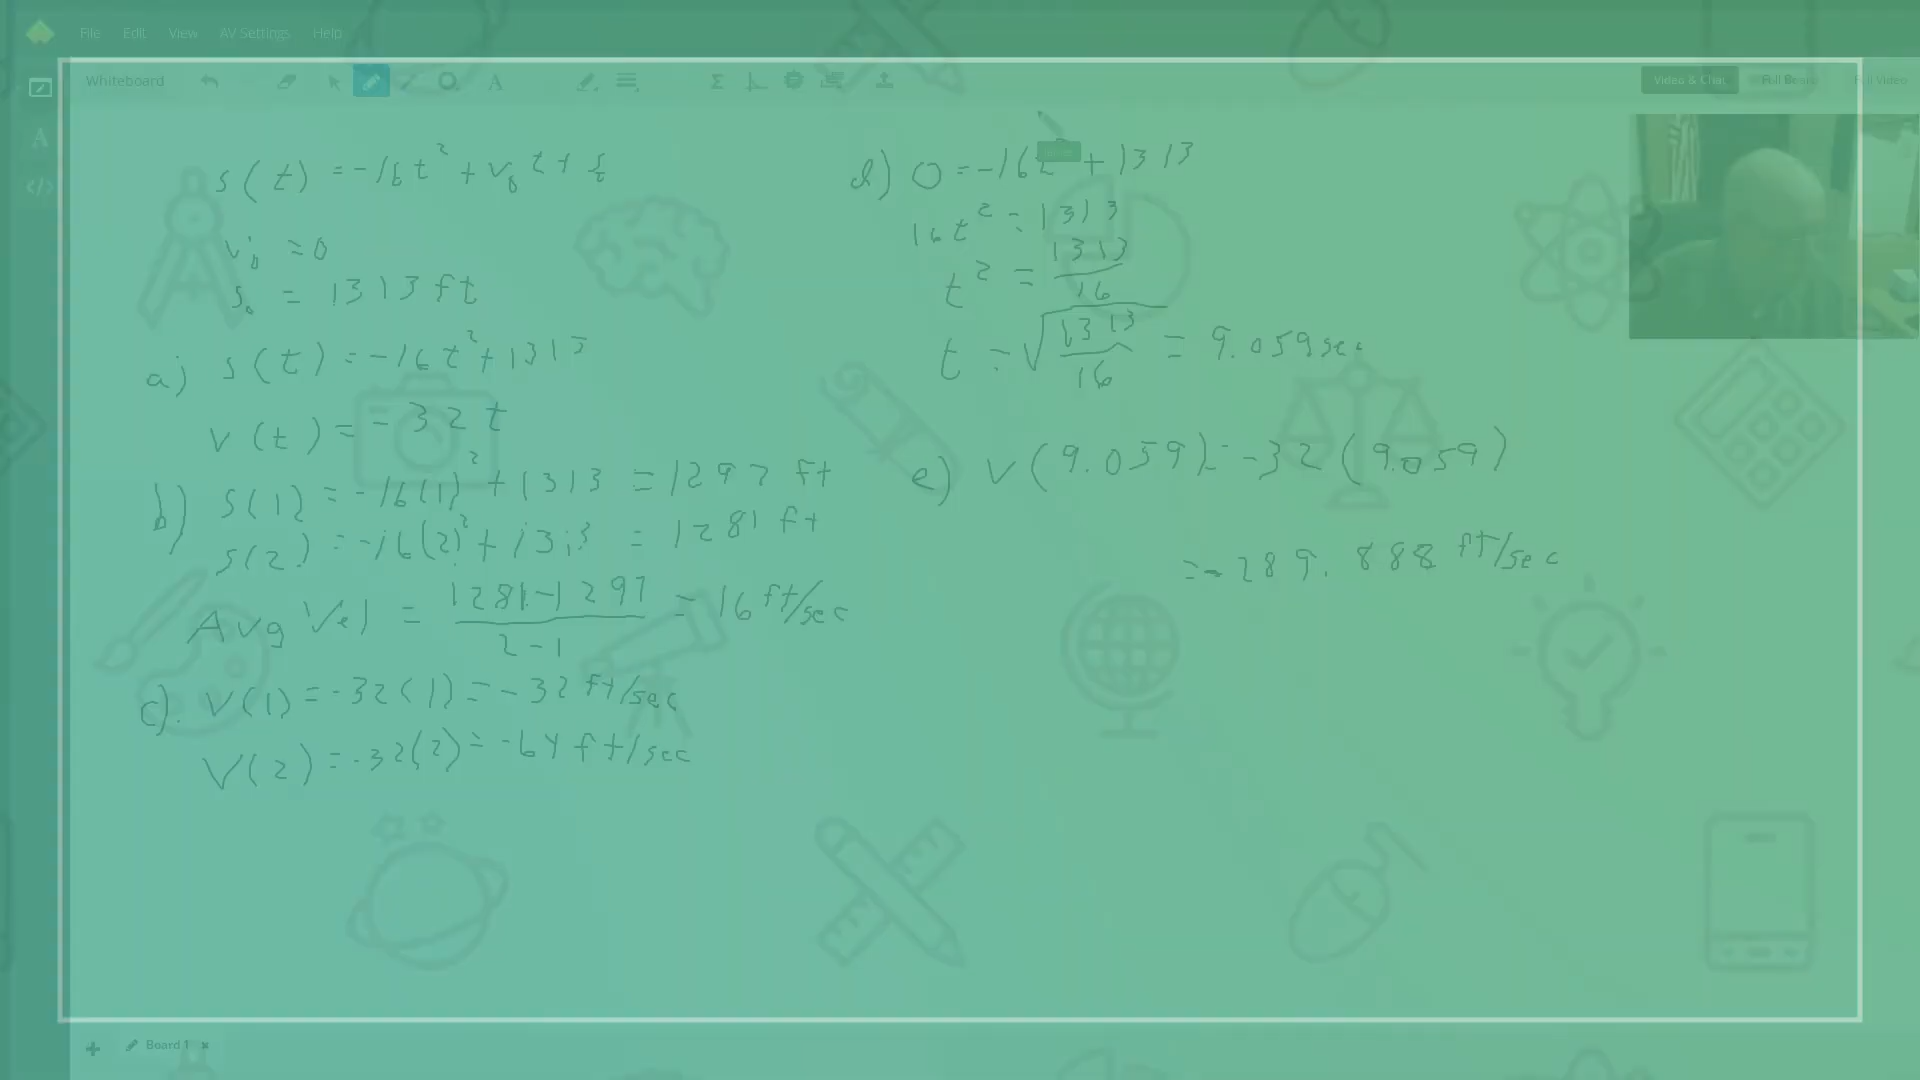 File Edit View AV Settings Help
Whiteboard
Video & Chat Full Board Full Video
s(t) = -16t² + v₀t +
v₀ = 0
s₀ = 1313 ft
a) s(t) = -16t² + 1313
v(t) = -32t
b) s(1) = -16(1)² + 1313 = 1297 ft
s(2) = -16(2)² + 1313 = 1281 ft
Avg Vel = (1281-1297)/(2-1) = 16 ft/sec
c). V(1) = -32(1) = -32 ft/sec
V(2) = -32(2) = -64 ft/sec
d) 0 = -16t² + 1313
16t² = 1313
t² = 1313/16
t = √(1313/16) = 9.059 sec
e) V(9.059) = -32(9.059)
= -289.888 ft/sec
Board 1